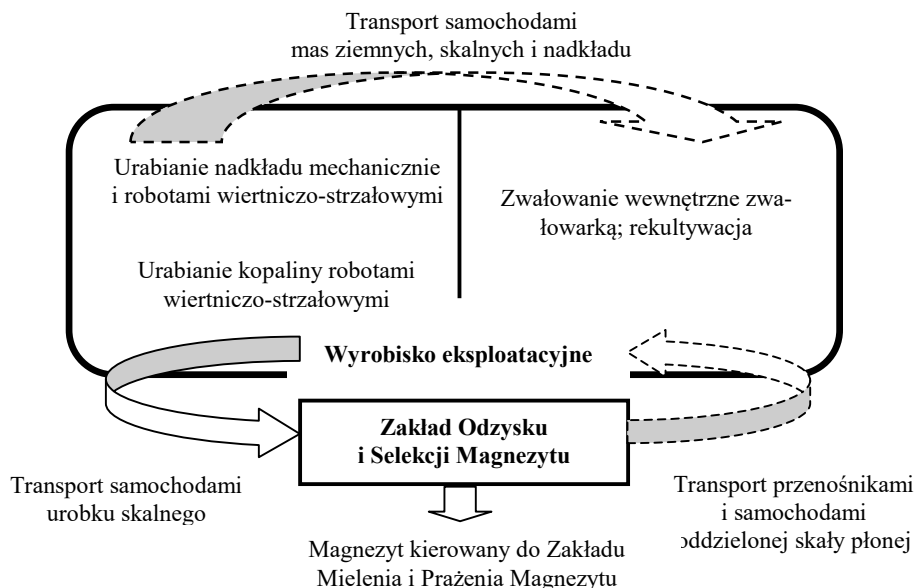 Transport samochodami
mas ziemnych, skalnych i nadkładu
Urabianie nadkładu mechanicznie
i robotami wiertniczo-strzałowymi
Zwałowanie wewnętrzne zwa-
łowarką; rekultywacja
Urabianie kopaliny robotami
wiertniczo-strzałowymi
Wyrobisko eksploatacyjne
Zakład Odzysku
i Selekcji Magnezytu
Transport samochodami
urobku skalnego
Transport przenośnikami
i samochodami
oddzielonej skały płonej
Magnezyt kierowany do Zakładu
Mielenia i Prażenia Magnezytu